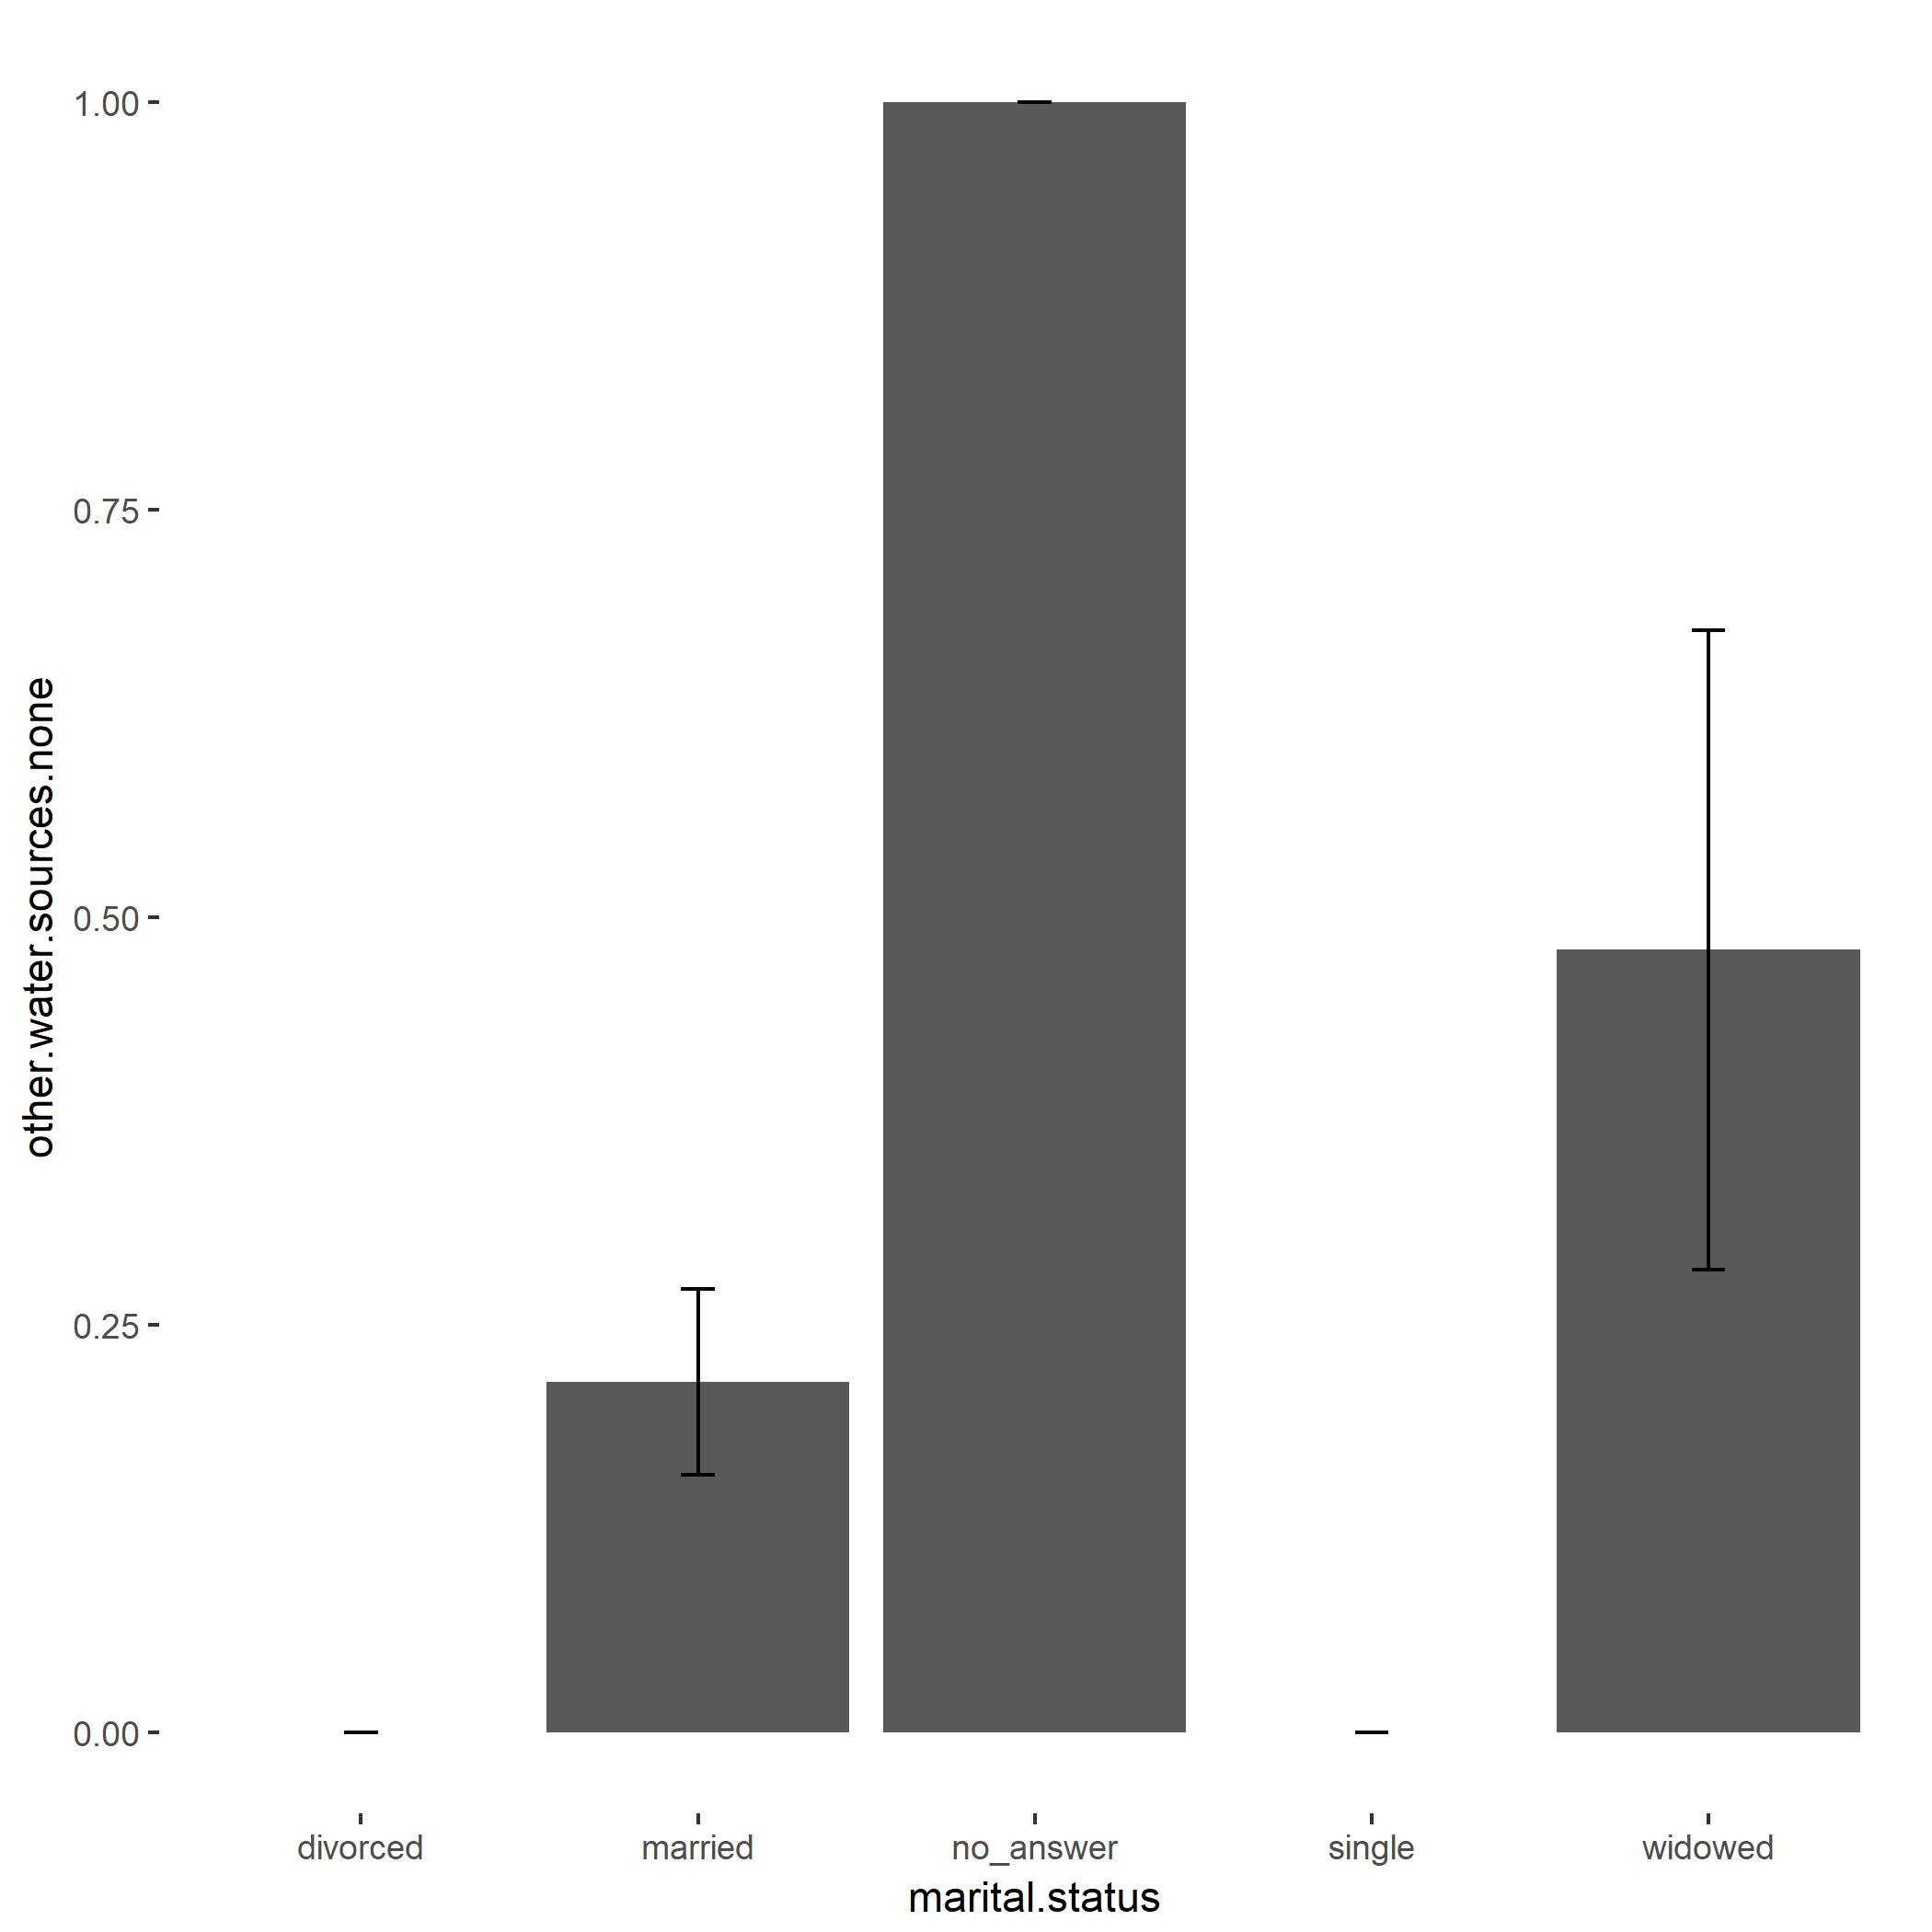 other.water.sources.none
1.00
0.75
0.50
0.25
0.00
divorced married no_answer single widowed
marital.status